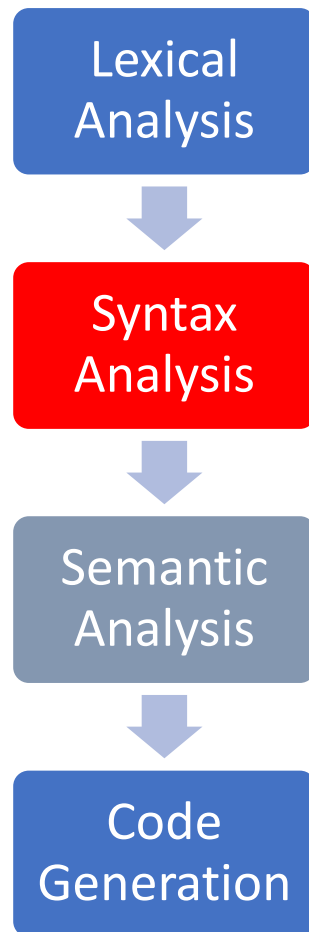 Lexical
Analysis
Syntax
Analysis
Semantic
Analysis
Code
Generation